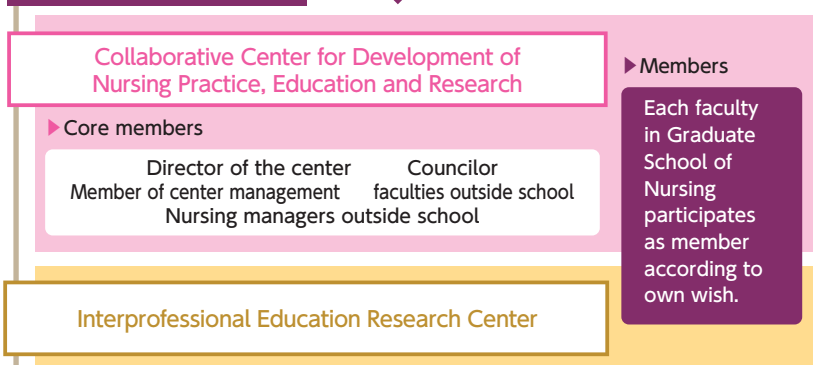 Collaborative Center for Development of
Nursing Practice, Education and Research
Core members
Director of the center Councilor
Member of center management faculties outside school
Nursing managers outside school
Members
Each faculty
in Graduate
School of
Nursing
participates
as member
according to
own wish.
Interprofessional Education Research Center